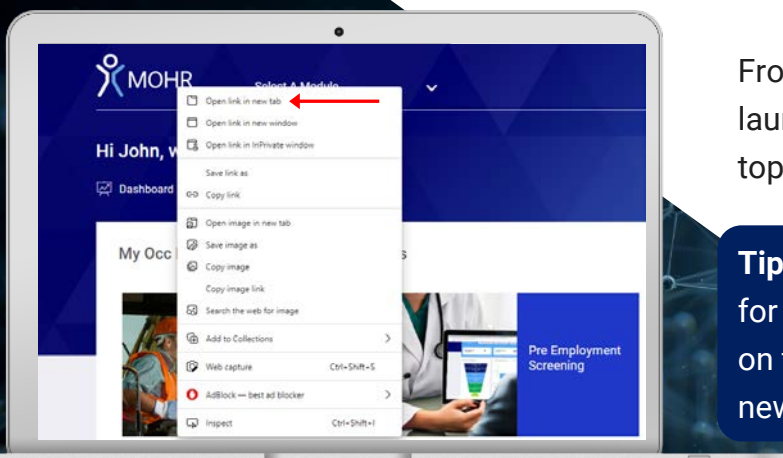 MOHR
Select A Module
Open link in new tab
Open link in new window
Open link in InPrivate window
Hi John, w
Save link as
Dashboard
Copy link
Open image in new tab
My Occ
Save image as
s
Copy image
Copy image link
Search the web for image
Add to Collections
Web capture Ctrl+Shift+S
AdBlock — best ad blocker
Inspect Ctrl+Shift+I
Pre Employment
Screening
Fro
laun
top
Tip
for
on
new